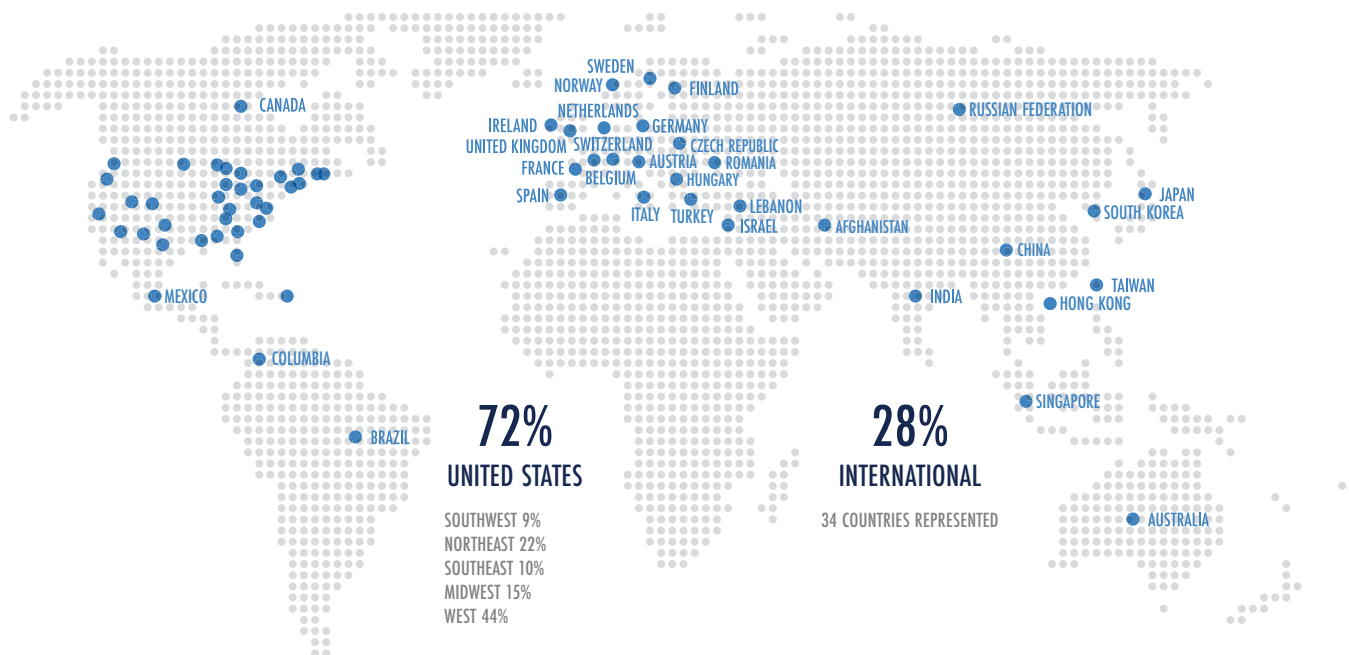 SWEDEN
NORWAY
FINLAND
CANADA
RUSSIAN FEDERATION
NETHERLANDS
IRELAND
GERMANY
UNITED KINGDOM
SWITZERLAND
CZECH REPUBLIC
FRANCE
AUSTRIA
ROMANIA
BELGIUM
HUNGARY
SPAIN
JAPAN
ITALY
TURKEY
LEBANON
SOUTH KOREA
ISRAEL
AFGHANISTAN
CHINA
TAIWAN
MEXICO
INDIA
HONG KONG
COLUMBIA
SINGAPORE
BRAZIL
72%
UNITED STATES
SOUTHWEST 9%
NORTHEAST 22%
SOUTHEAST 10%
MIDWEST 15%
WEST 44%
28%
INTERNATIONAL
34 COUNTRIES REPRESENTED
AUSTRALIA